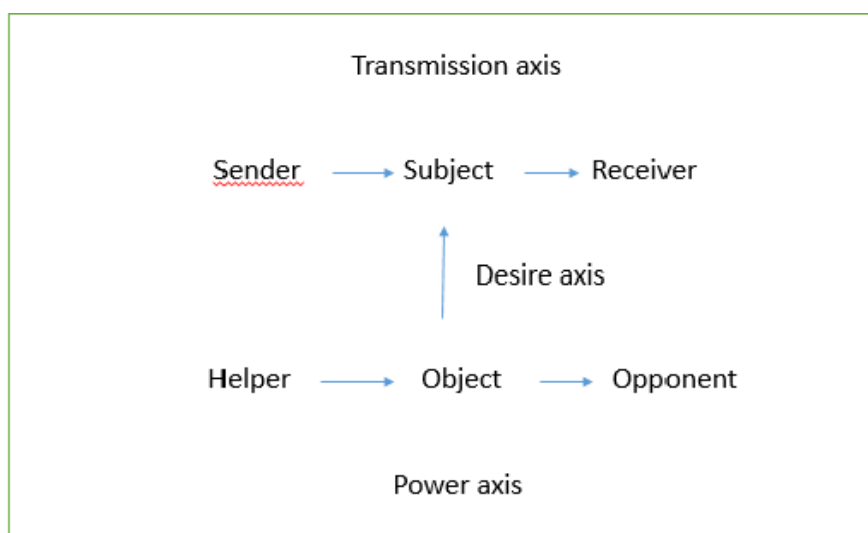 Transmission axis
Sender Subject Receiver
Desire axis
Helper Object Opponent
Power axis